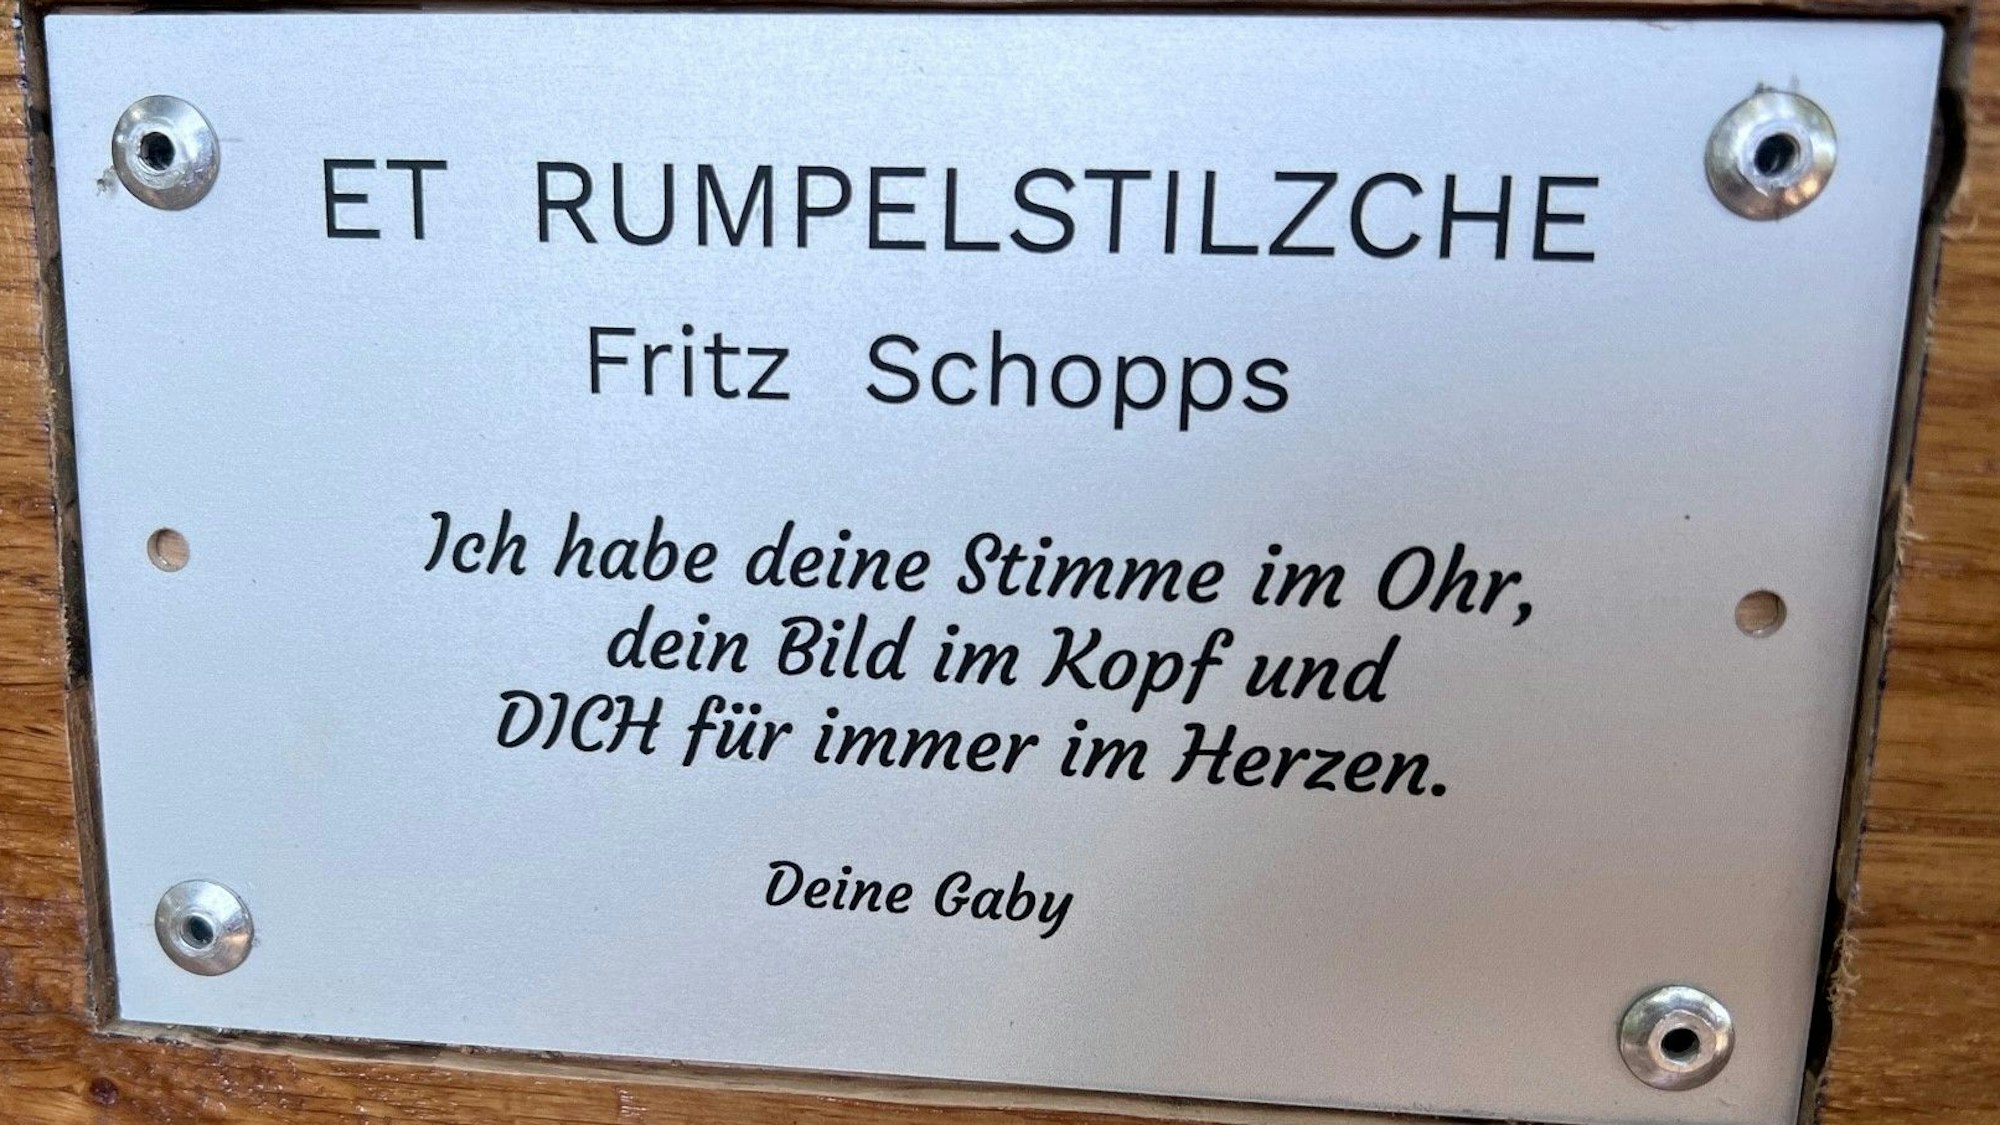 ET RUMPELSTILZCHE
Fritz Schopps
Ich habe deine Stimme im Ohr,
dein Bild im Kopf und
DICH für immer im Herzen.
Deine Gaby